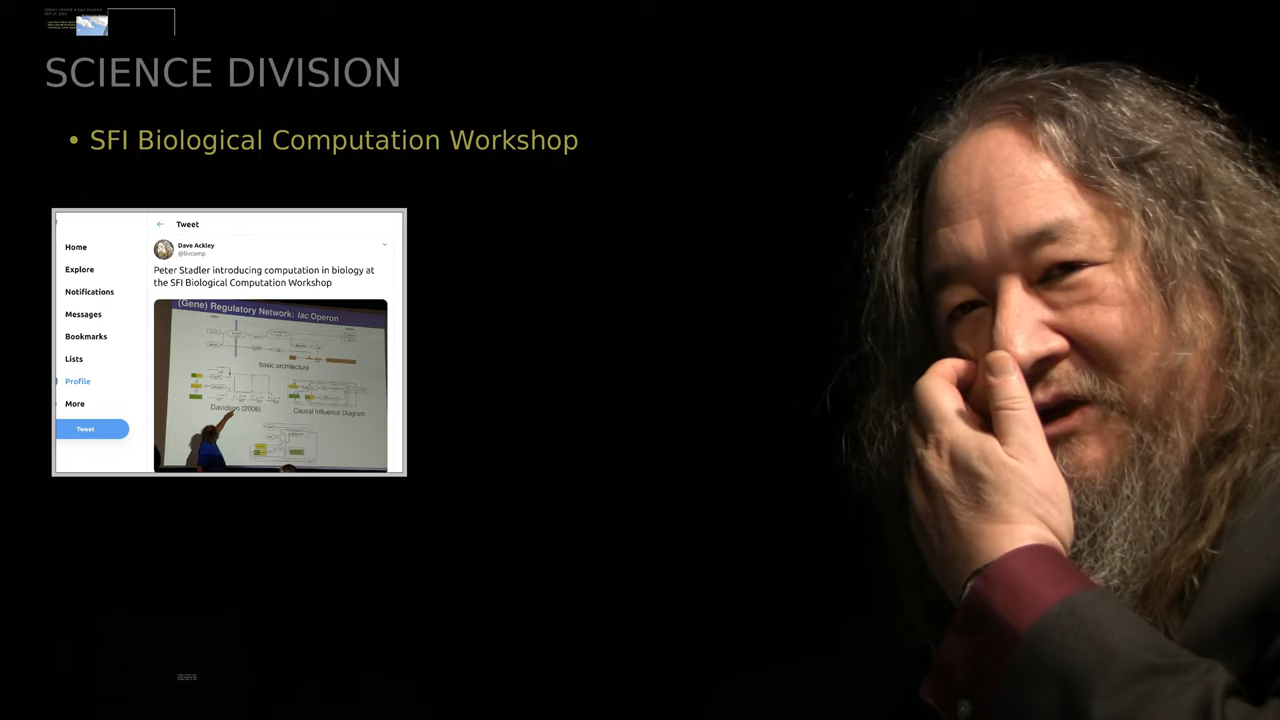 SCIENCE DIVISION
• SFI Biological Computation Workshop
← Tweet
Home
Explore
Notifications
Messages
Bookmarks
Lists
Profile
More
Tweet
Dave Ackley
@livcomp
Peter Stadler introducing computation in biology at
the SFI Biological Computation Workshop
(Gene) Regulatory Network: lac Operon
basic architecture
Davidson (2006)
Causal Influence Diagram